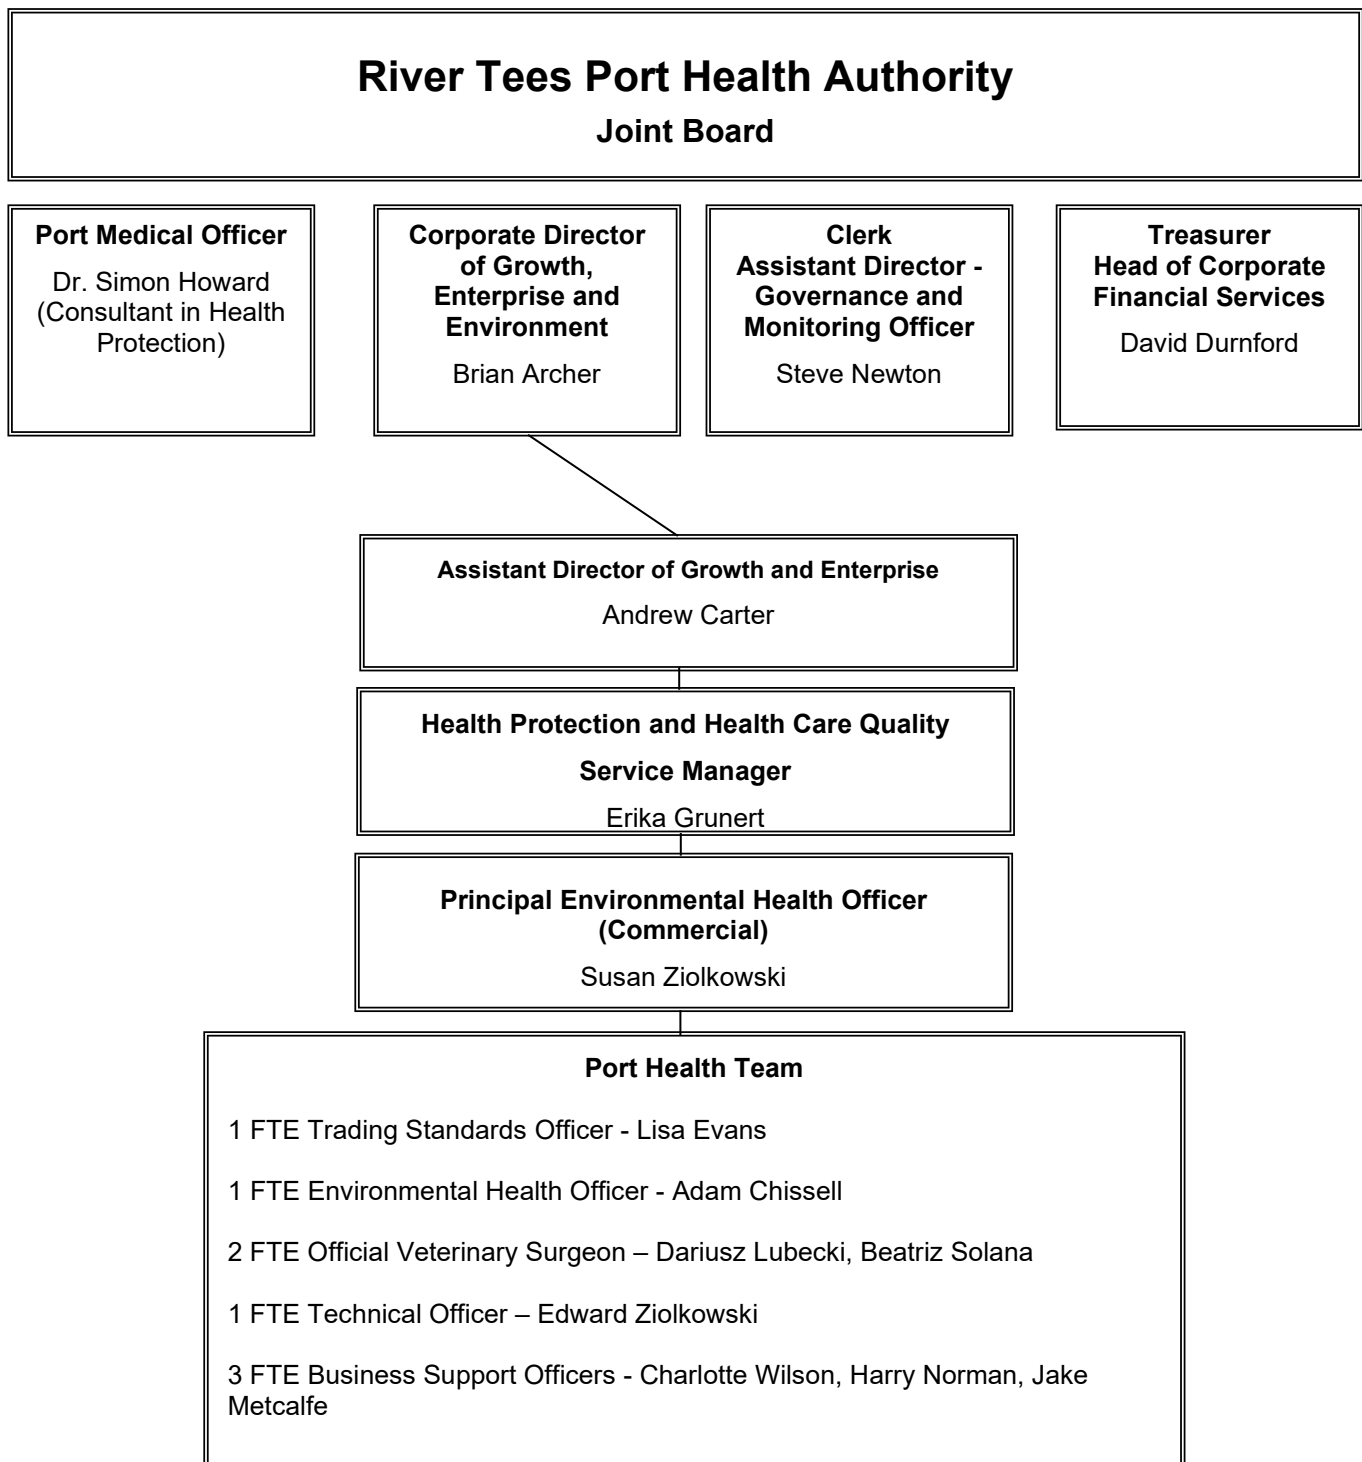 River Tees Port Health Authority
Joint Board
Port Medical Officer
Dr. Simon Howard
(Consultant in Health
Protection)
Corporate Director
of Growth,
Enterprise and
Environment
Brian Archer
Clerk
Assistant Director -
Governance and
Monitoring Officer
Steve Newton
Treasurer
Head of Corporate
Financial Services
David Durnford
Assistant Director of Growth and Enterprise
Andrew Carter
Health Protection and Health Care Quality
Service Manager
Erika Grunert
Principal Environmental Health Officer
(Commercial)
Susan Ziolkowski
Port Health Team
1 FTE Trading Standards Officer - Lisa Evans
1 FTE Environmental Health Officer - Adam Chissell
2 FTE Official Veterinary Surgeon – Dariusz Lubecki, Beatriz Solana
1 FTE Technical Officer – Edward Ziolkowski
3 FTE Business Support Officers - Charlotte Wilson, Harry Norman, Jake
Metcalfe